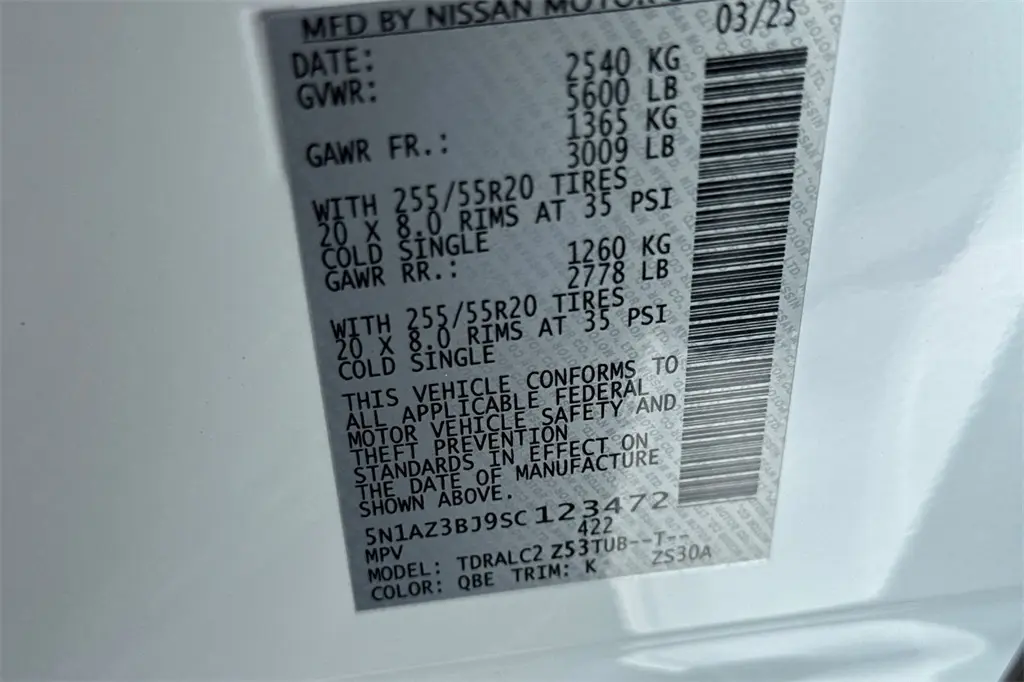 MFD BY NISSAN MOTOR
DATE: 03/25
GVWR: 2540 KG
5600 LB
GAWR FR.: 1365 KG
3009 LB
WITH 255/55R20 TIRES
20 X 8.0 RIMS AT 35 PSI
COLD SINGLE
GAWR RR.: 1260 KG
2778 LB
WITH 255/55R20 TIRES
20 X 8.0 RIMS AT 35 PSI
COLD SINGLE
THIS VEHICLE CONFORMS TO
ALL APPLICABLE FEDERAL
MOTOR VEHICLE SAFETY AND
THEFT PREVENTION
STANDARDS IN EFFECT ON
THE DATE OF MANUFACTURE
SHOWN ABOVE.
5N1AZ3BJ9SC123472
MPV 422
MODEL: TDRALC2 Z53TUB--T--
COLOR: QBE TRIM: K ZS30A